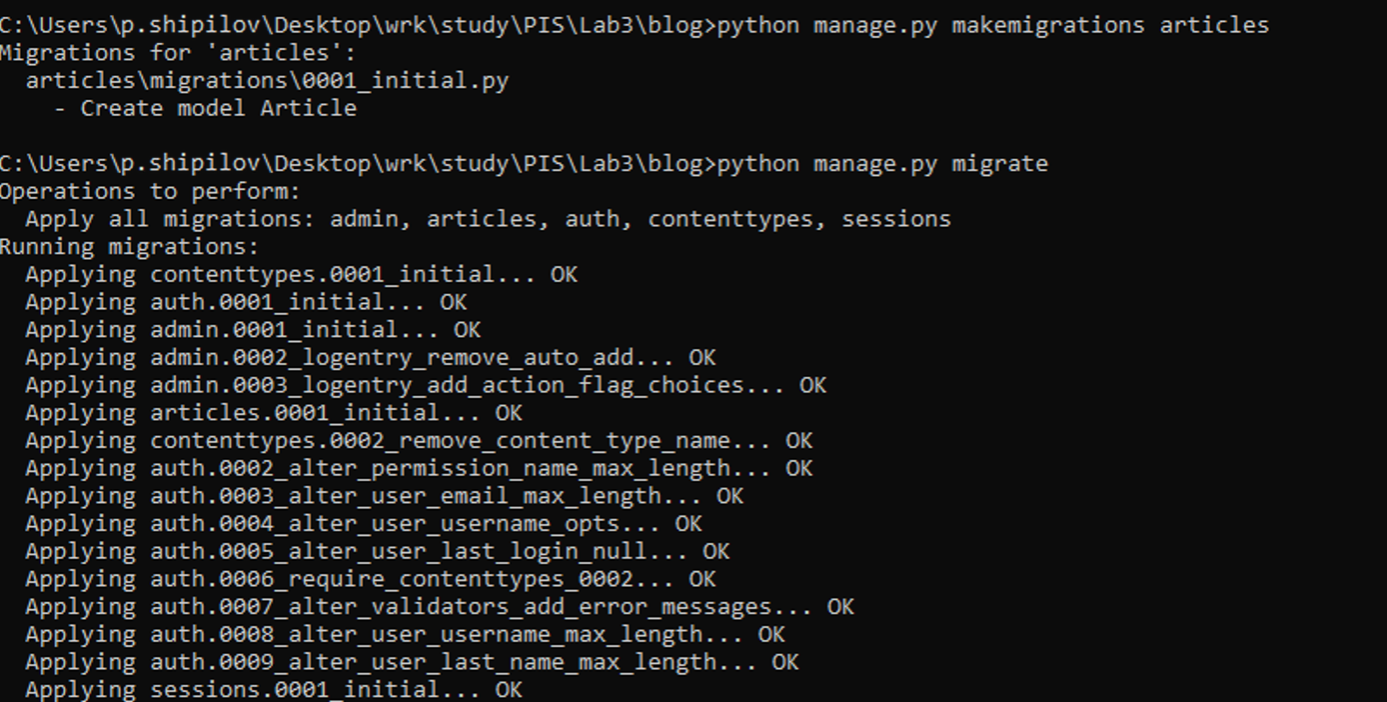 C:\Users\p.shipilov\Desktop\wrk\study\PIS\Lab3\blog>python manage.py makemigrations articles
Migrations for 'articles':
  articles\migrations\0001_initial.py
    - Create model Article

C:\Users\p.shipilov\Desktop\wrk\study\PIS\Lab3\blog>python manage.py migrate
Operations to perform:
  Apply all migrations: admin, articles, auth, contenttypes, sessions
Running migrations:
  Applying contenttypes.0001_initial... OK
  Applying auth.0001_initial... OK
  Applying admin.0001_initial... OK
  Applying admin.0002_logentry_remove_auto_add... OK
  Applying admin.0003_logentry_add_action_flag_choices... OK
  Applying articles.0001_initial... OK
  Applying contenttypes.0002_remove_content_type_name... OK
  Applying auth.0002_alter_permission_name_max_length... OK
  Applying auth.0003_alter_user_email_max_length... OK
  Applying auth.0004_alter_user_username_opts... OK
  Applying auth.0005_alter_user_last_login_null... OK
  Applying auth.0006_require_contenttypes_0002... OK
  Applying auth.0007_alter_validators_add_error_messages... OK
  Applying auth.0008_alter_user_username_max_length... OK
  Applying auth.0009_alter_user_last_name_max_length... OK
  Applying sessions.0001_initial... OK